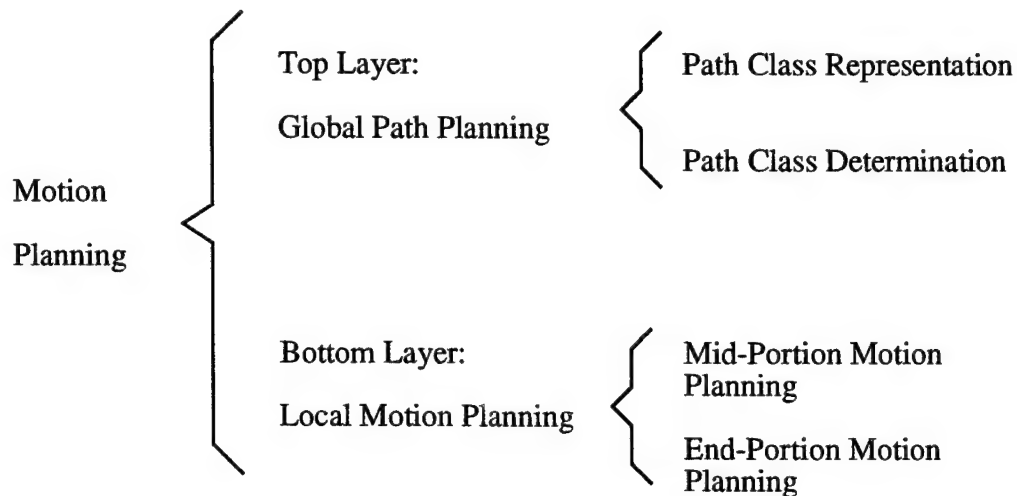 Motion
Planning
Top Layer:
Global Path Planning
Path Class Representation
Path Class Determination
Bottom Layer:
Local Motion Planning
Mid-Portion Motion
Planning
End-Portion Motion
Planning